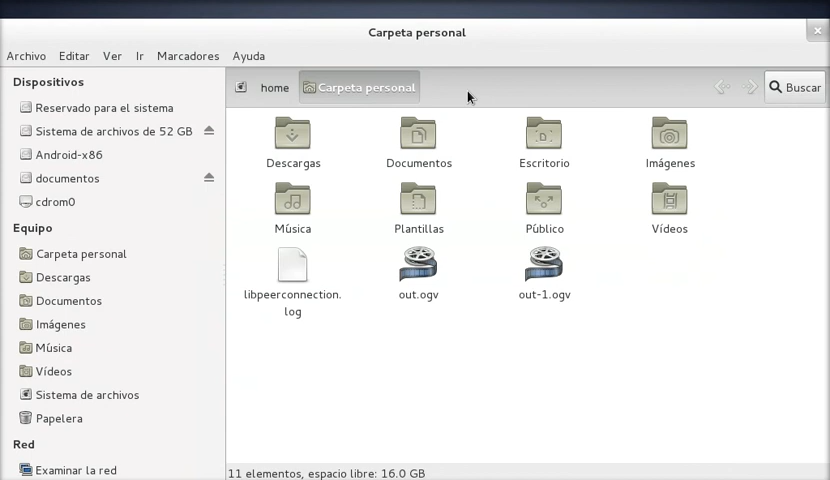 Carpeta personal
Archivo Editar Ver Ir Marcadores Ayuda
Dispositivos
Reservado para el sistema
Sistema de archivos de 52 GB
Android-x86
documentos
cdrom0
Equipo
Carpeta personal
Descargas
Documentos
Imágenes
Música
Vídeos
Sistema de archivos
Papelera
Red
Examinar la red
home Carpeta personal Buscar
Descargas Documentos Escritorio Imágenes
Música Plantillas Público Vídeos
libpeerconnection. out.ogv out-1.ogv
log
11 elementos, espacio libre: 16.0 GB